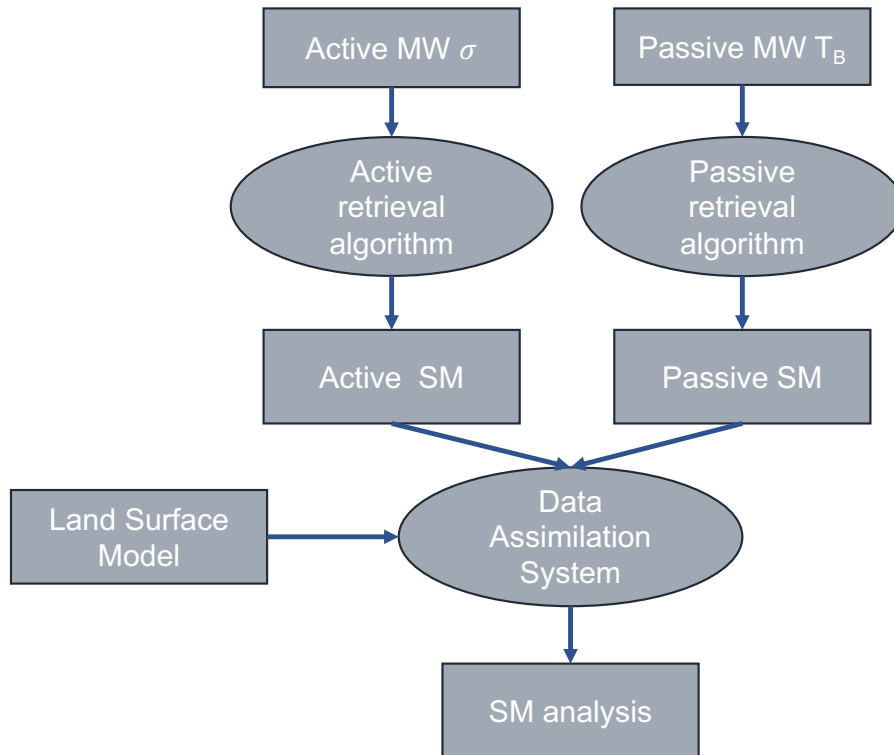 Active MW σ
Passive MW T_B
Active
retrieval
algorithm
Passive
retrieval
algorithm
Active SM
Passive SM
Land Surface
Model
Data
Assimilation
System
SM analysis